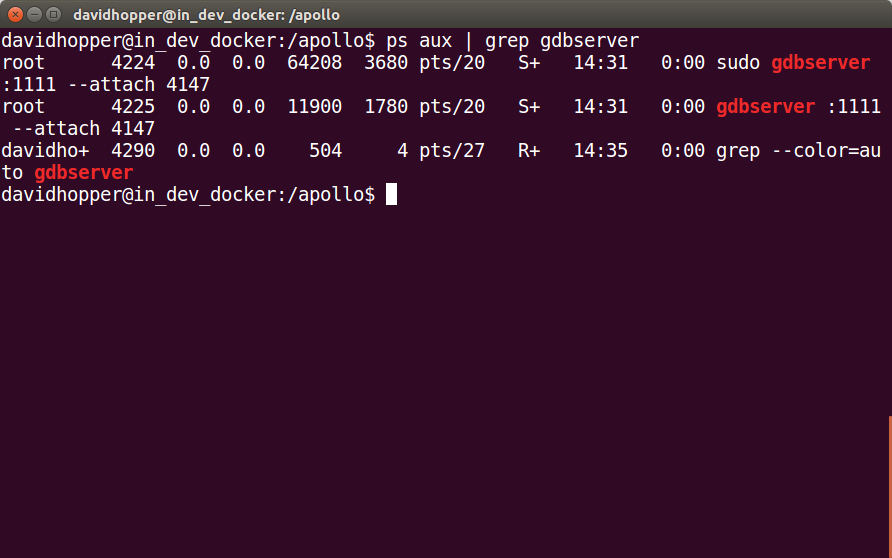 davidhopper@in_dev_docker: /apollo
davidhopper@in_dev_docker:/apollo$ ps aux | grep gdbserver
root      4224  0.0  0.0  64208  3680 pts/20   S+   14:31   0:00 sudo gdbserver
:1111 --attach 4147
root      4225  0.0  0.0  11900  1780 pts/20   S+   14:31   0:00 gdbserver :1111
 --attach 4147
davidho+  4290  0.0  0.0    504     4 pts/27   R+   14:35   0:00 grep --color=au
to gdbserver
davidhopper@in_dev_docker:/apollo$